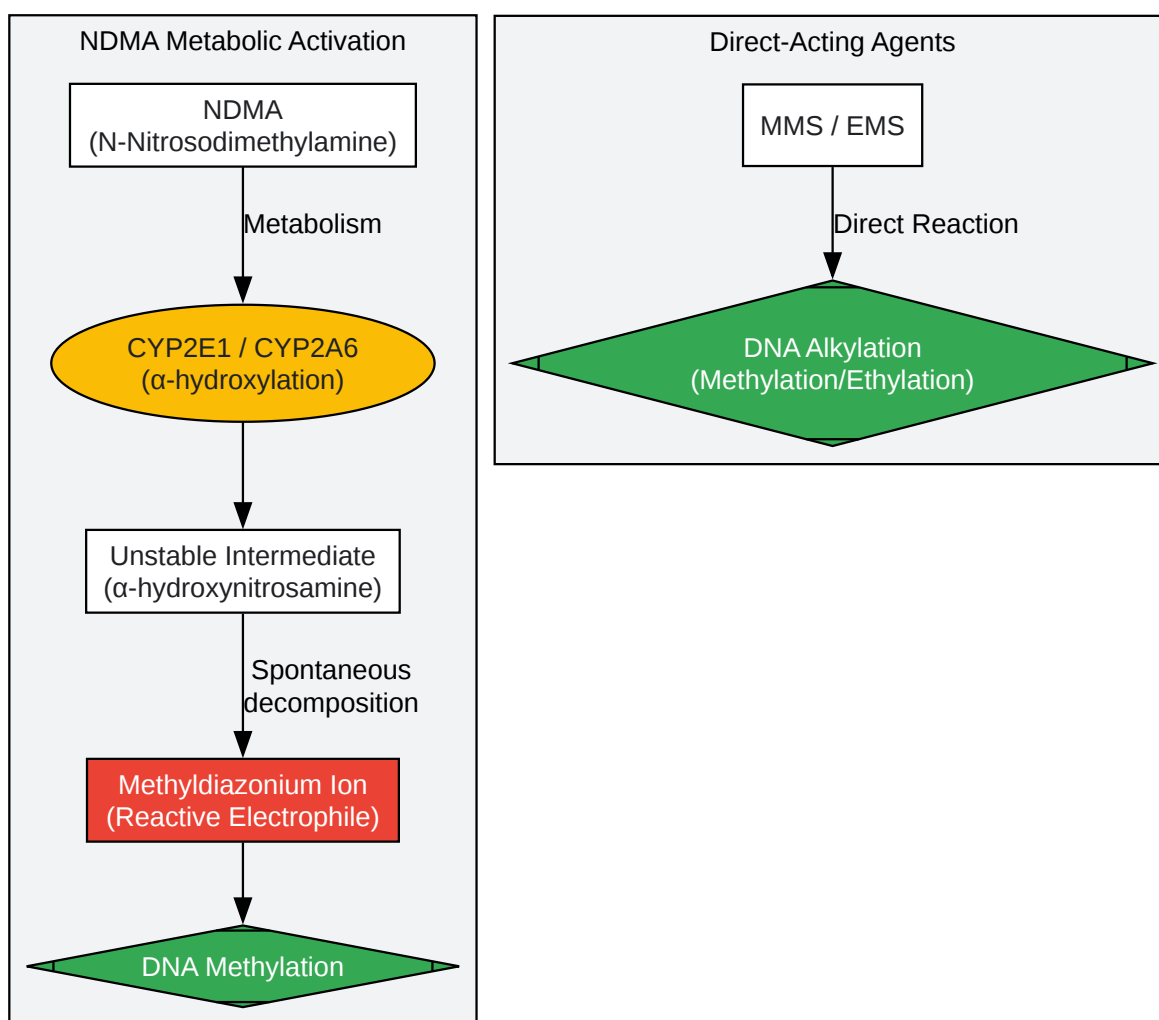 NDMA Metabolic Activation
NDMA
(N-Nitrosodimethylamine)
Metabolism
CYP2E1 / CYP2A6
(α-hydroxylation)
Unstable Intermediate
(α-hydroxynitrosamine)
Spontaneous
decomposition
Methyldiazonium Ion
(Reactive Electrophile)
DNA Methylation
Direct-Acting Agents
MMS / EMS
Direct Reaction
DNA Alkylation
(Methylation/Ethylation)